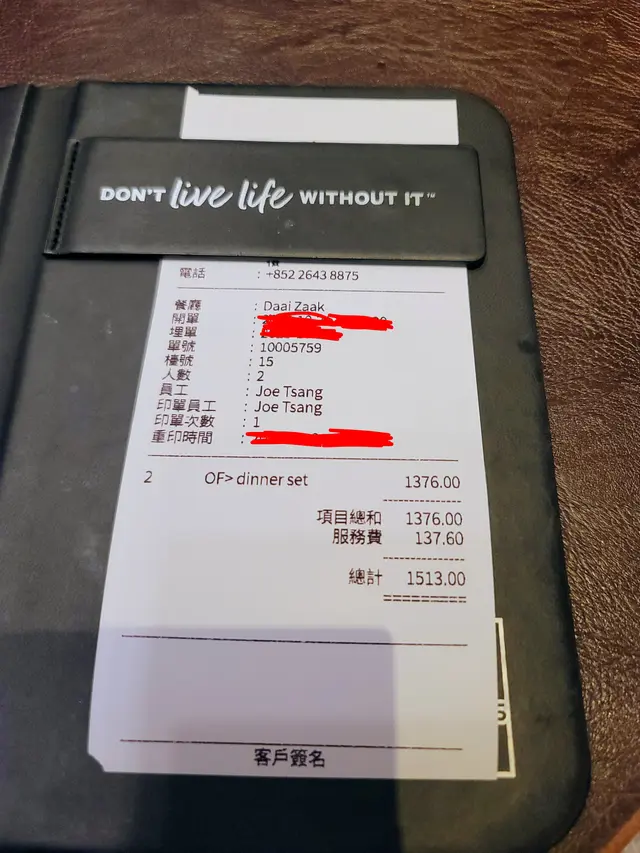 DON'T live life WITHOUT IT™
電話 : +852 2643 8875
餐廳 : Daai Zaak
開單 :
埋單 :
單號 : 10005759
檯號 : 15
人數 : 2
員工 : Joe Tsang
印單員工 : Joe Tsang
印單次數 : 1
重印時間 :
2 OF> dinner set 1376.00
項目總和 1376.00
服務費 137.60
總計 1513.00
客戶簽名